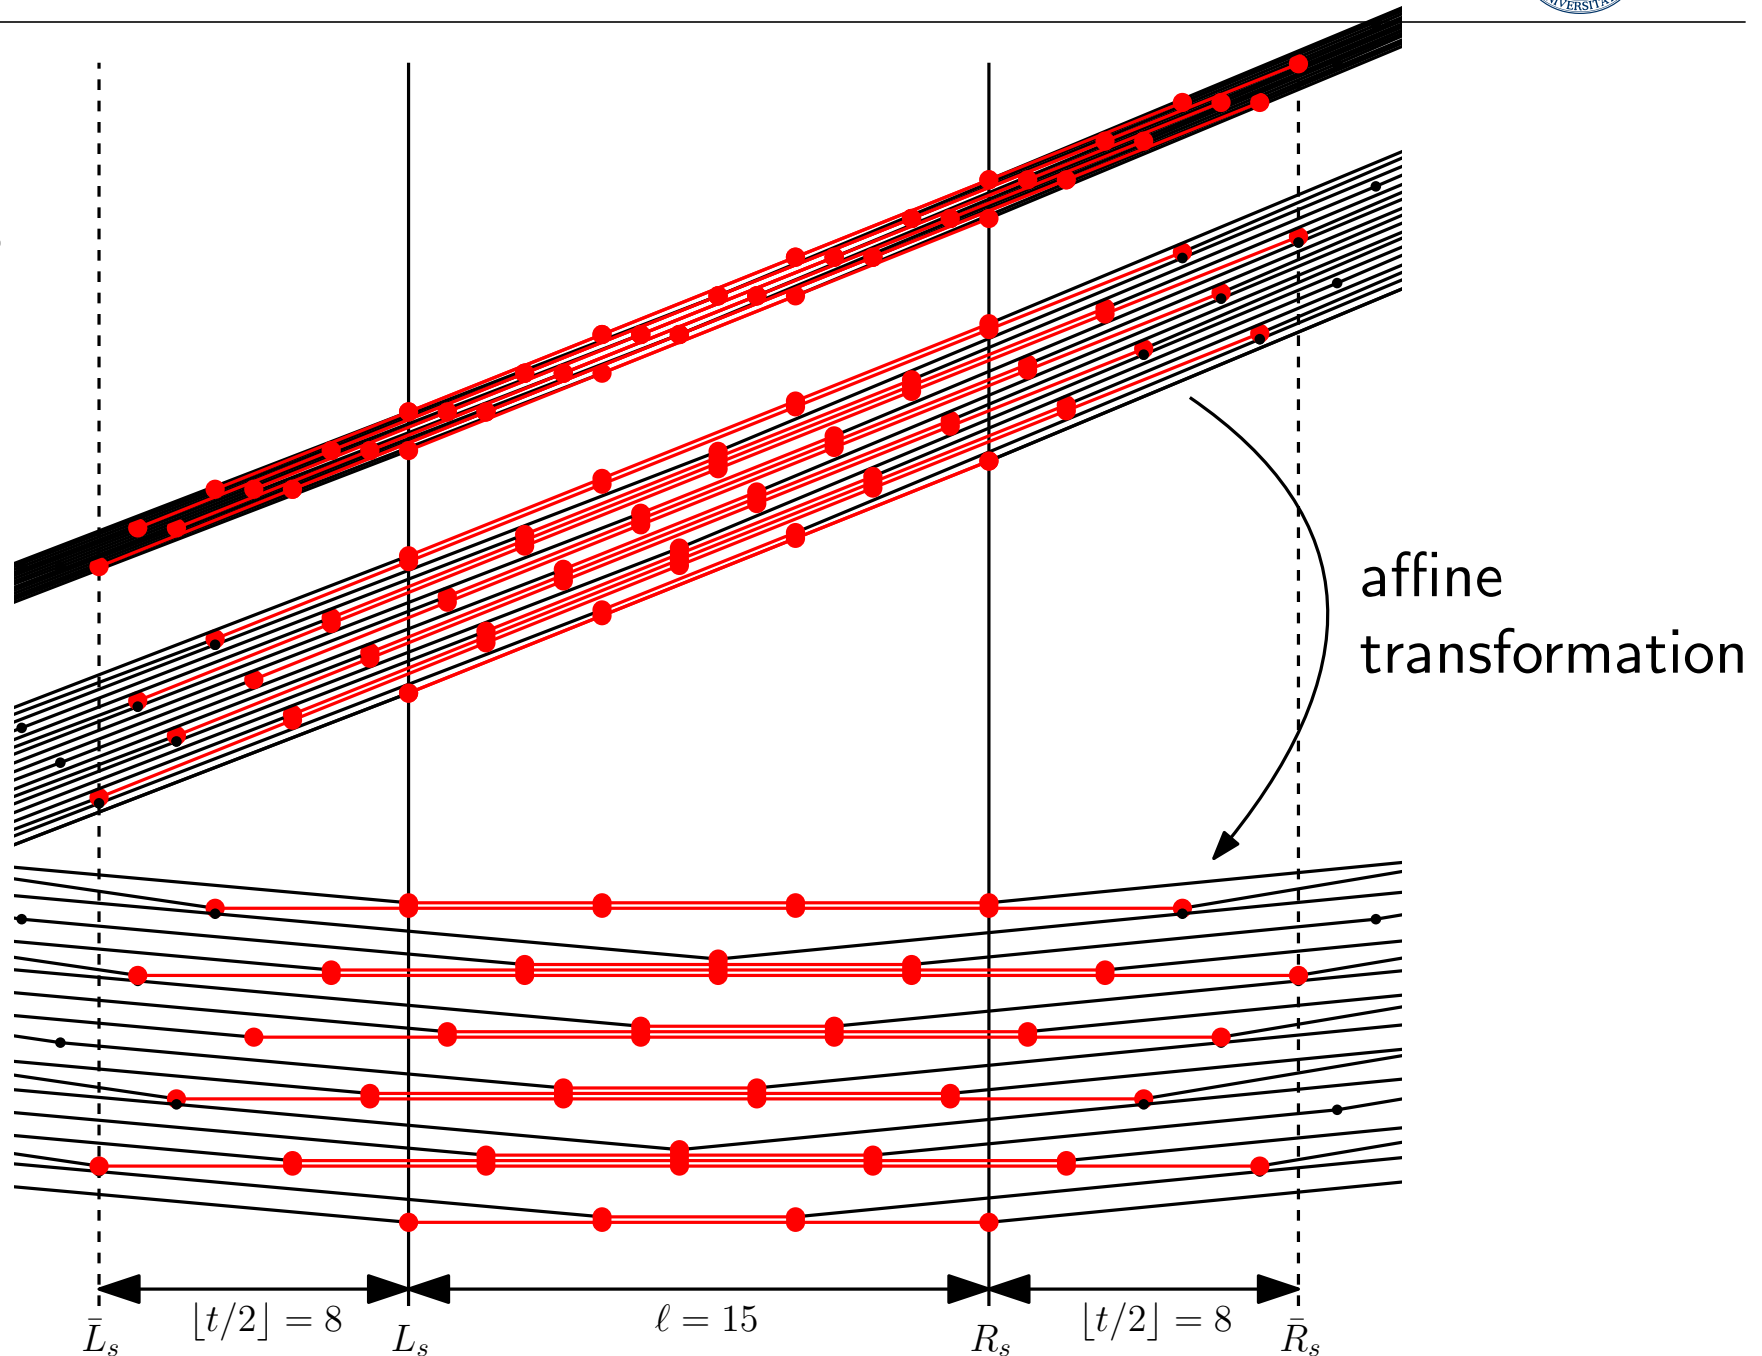 affine
transformation
⌊t/2⌋ = 8
ℓ = 15
⌊t/2⌋ = 8
L̄ₛ
Lₛ
Rₛ
R̄ₛ